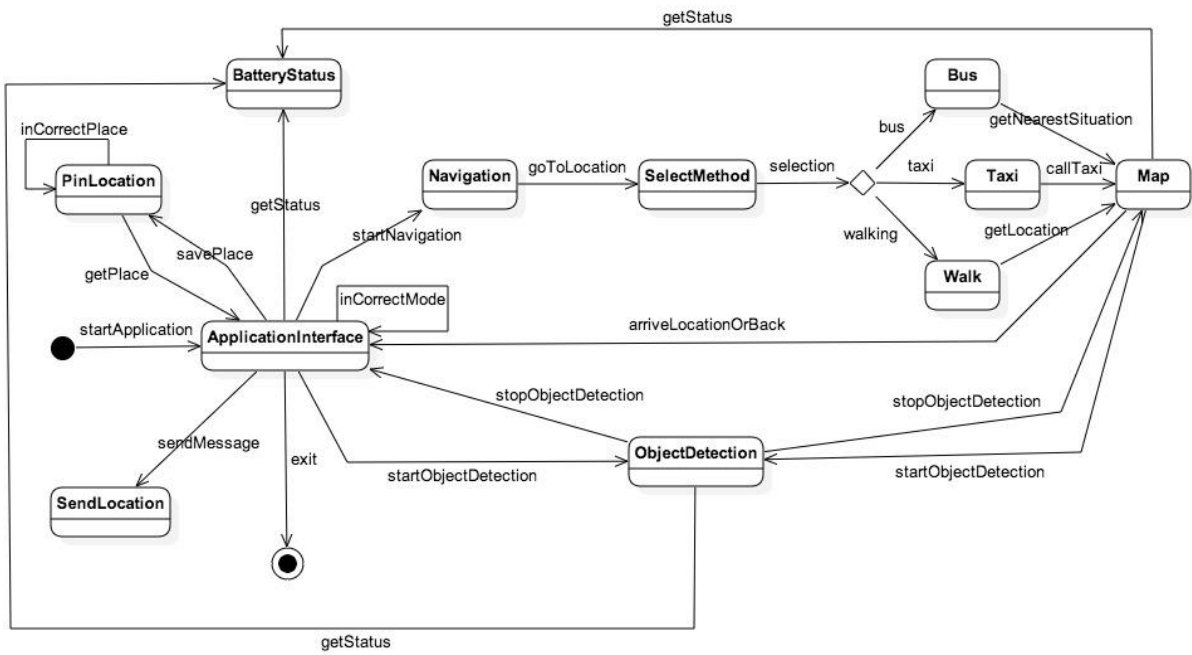 getStatus
BatteryStatus
Bus
inCorrectPlace
bus
getNearestSituation
PinLocation
Navigation
goToLocation
SelectMethod
selection
taxi
Taxi
callTaxi
Map
getStatus
savePlace
startNavigation
walking
getLocation
getPlace
Walk
inCorrectMode
startApplication
ApplicationInterface
arriveLocationOrBack
stopObjectDetection
stopObjectDetection
sendMessage
exit
ObjectDetection
startObjectDetection
startObjectDetection
SendLocation
getStatus